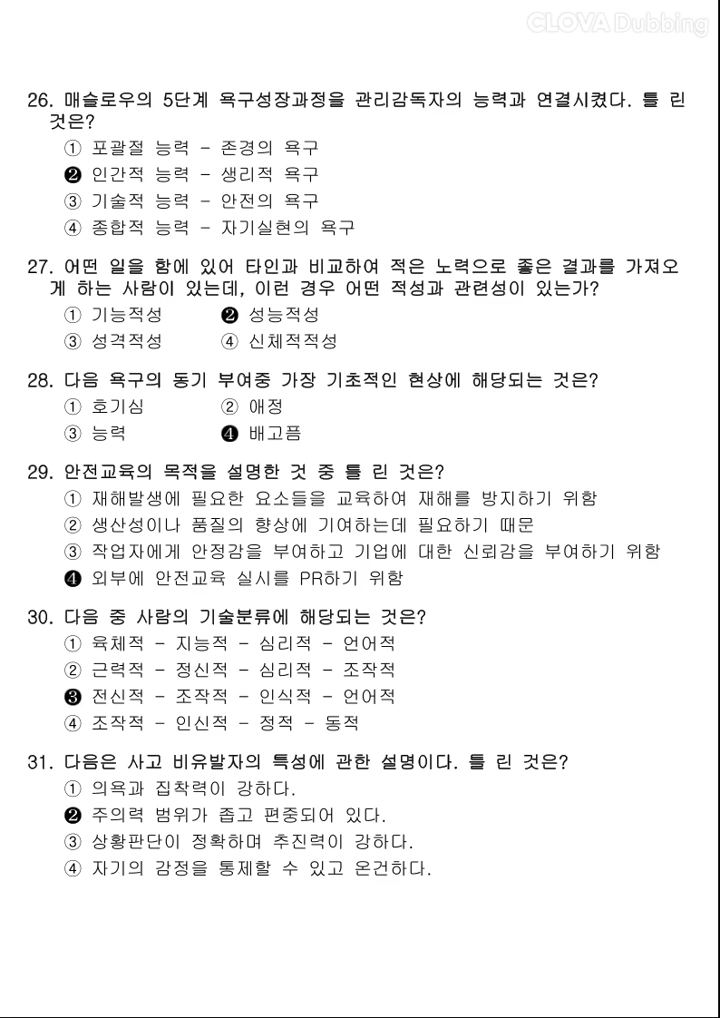 CLOVA Dubbing
26. 매슬로우의 5단계 욕구성장과정을 관리감독자의 능력과 연결시켰다. 틀 린
것은?
① 포괄절 능력 - 존경의 욕구
❷ 인간적 능력 - 생리적 욕구
③ 기술적 능력 - 안전의 욕구
④ 종합적 능력 - 자기실현의 욕구
27. 어떤 일을 함에 있어 타인과 비교하여 적은 노력으로 좋은 결과를 가져오
게 하는 사람이 있는데, 이런 경우 어떤 적성과 관련성이 있는가?
① 기능적성 ❷ 성능적성
③ 성격적성 ④ 신체적적성
28. 다음 욕구의 동기 부여중 가장 기초적인 현상에 해당되는 것은?
① 호기심 ② 애정
③ 능력 ❹ 배고픔
29. 안전교육의 목적을 설명한 것 중 틀 린 것은?
① 재해발생에 필요한 요소들을 교육하여 재해를 방지하기 위함
② 생산성이나 품질의 향상에 기여하는데 필요하기 때문
③ 작업자에게 안정감을 부여하고 기업에 대한 신뢰감을 부여하기 위함
❹ 외부에 안전교육 실시를 PR하기 위함
30. 다음 중 사람의 기술분류에 해당되는 것은?
① 육체적 - 지능적 - 심리적 - 언어적
② 근력적 - 정신적 - 심리적 - 조작적
❸ 전신적 - 조작적 - 인식적 - 언어적
④ 조작적 - 인신적 - 정적 - 동적
31. 다음은 사고 비유발자의 특성에 관한 설명이다. 틀 린 것은?
① 의욕과 집착력이 강하다.
❷ 주의력 범위가 좁고 편중되어 있다.
③ 상황판단이 정확하며 추진력이 강하다.
④ 자기의 감정을 통제할 수 있고 온건하다.